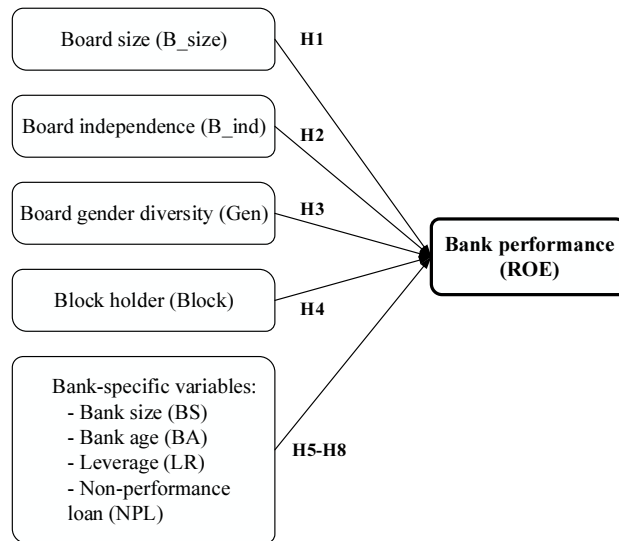 Board size (B_size)
H1
Board independence (B_ind)
H2
Board gender diversity (Gen)
H3
Bank performance
(ROE)
Block holder (Block)
H4
Bank-specific variables:
- Bank size (BS)
- Bank age (BA)
- Leverage (LR)
- Non-performance
loan (NPL)
H5-H8